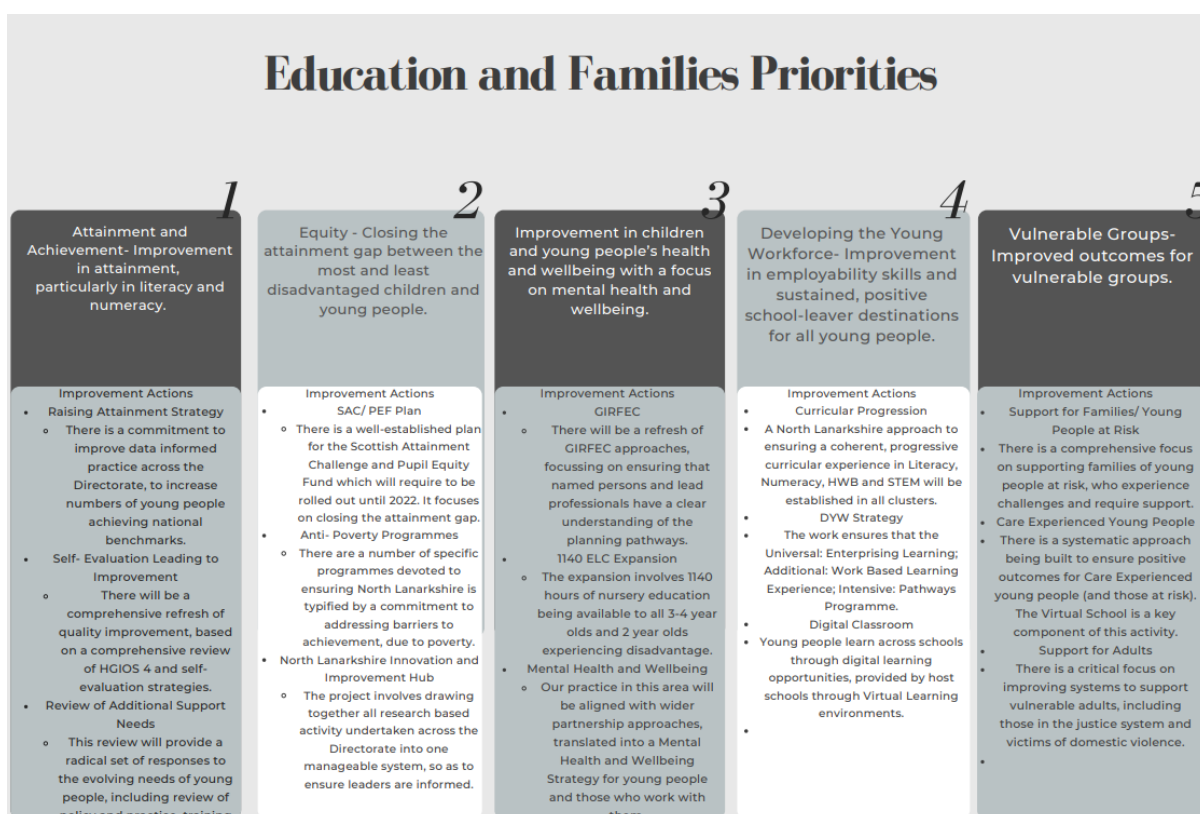 Education and Families Priorities
1
Attainment and
Achievement- Improvement
in attainment,
particularly in literacy and
numeracy.
Improvement Actions
• Raising Attainment Strategy
◦ There is a commitment to
improve data informed
practice across the
Directorate, to increase
numbers of young people
achieving national
benchmarks.
• Self- Evaluation Leading to
Improvement
◦ There will be a
comprehensive refresh of
quality improvement, based
on a comprehensive review
of HGIOS 4 and self-
evaluation strategies.
• Review of Additional Support
Needs
◦ This review will provide a
radical set of responses to
the evolving needs of young
people, including review of
policy and practice, training
2
Equity - Closing the
attainment gap between the
most and least
disadvantaged children and
young people.
Improvement Actions
• SAC/ PEF Plan
◦ There is a well-established plan
for the Scottish Attainment
Challenge and Pupil Equity
Fund which will require to be
rolled out until 2022. It focuses
on closing the attainment gap.
• Anti- Poverty Programmes
◦ There are a number of specific
programmes devoted to
ensuring North Lanarkshire is
typified by a commitment to
addressing barriers to
achievement, due to poverty.
• North Lanarkshire Innovation and
Improvement Hub
◦ The project involves drawing
together all research based
activity undertaken across the
Directorate into one
manageable system, so as to
ensure leaders are informed.
3
Improvement in children
and young people's health
and wellbeing with a focus
on mental health and
wellbeing.
Improvement Actions
• GIRFEC
◦ There will be a refresh of
GIRFEC approaches,
focussing on ensuring that
named persons and lead
professionals have a clear
understanding of the
planning pathways.
• 1140 ELC Expansion
◦ The expansion involves 1140
hours of nursery education
being available to all 3-4 year
olds and 2 year olds
experiencing disadvantage.
• Mental Health and Wellbeing
◦ Our practice in this area will
be aligned with wider
partnership approaches,
translated into a Mental
Health and Wellbeing
Strategy for young people
and those who work with
them
4
Developing the Young
Workforce- Improvement
in employability skills and
sustained, positive
school-leaver destinations
for all young people.
Improvement Actions
• Curricular Progression
• A North Lanarkshire approach to
ensuring a coherent, progressive
curricular experience in Literacy,
Numeracy, HWB and STEM will be
established in all clusters.
• DYW Strategy
• The work ensures that the
Universal: Enterprising Learning;
Additional: Work Based Learning
Experience; Intensive: Pathways
Programme.
• Digital Classroom
• Young people learn across schools
through digital learning
opportunities, provided by host
schools through Virtual Learning
environments.
•
5
Vulnerable Groups-
Improved outcomes for
vulnerable groups.
Improvement Actions
• Support for Families/ Young
People at Risk
• There is a comprehensive focus
on supporting families of young
people at risk, who experience
challenges and require support.
• Care Experienced Young People
• There is a systematic approach
being built to ensure positive
outcomes for Care Experienced
young people (and those at risk).
The Virtual School is a key
component of this activity.
• Support for Adults
• There is a critical focus on
improving systems to support
vulnerable adults, including
those in the justice system and
victims of domestic violence.
•